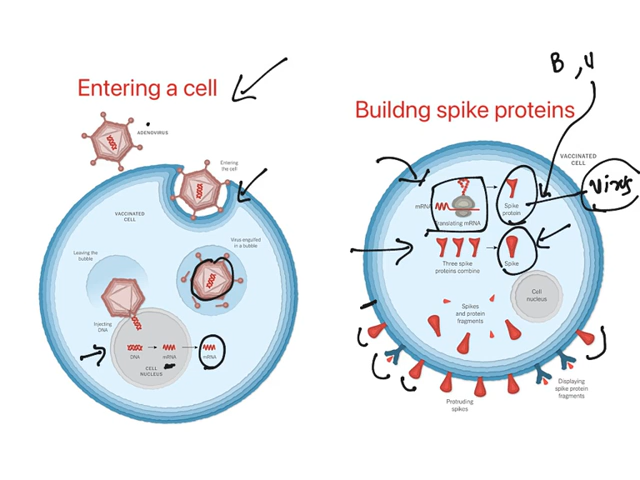 Entering a cell
ADENOVIRUS
Entering
the cell
VACCINATED
CELL
Virus engulfed
in a bubble
Leaving the
bubble
Injecting
DNA
DNA
mRNA
mRNA
CELL
NUCLEUS
B, V
Buildng spike proteins
VACCINATED
CELL
Virus
mRNA
Translating mRNA
Spike
protein
Three spike
proteins combine
Spike
Cell
nucleus
Spikes
and protein
fragments
Protruding
spikes
Displaying
spike protein
fragments